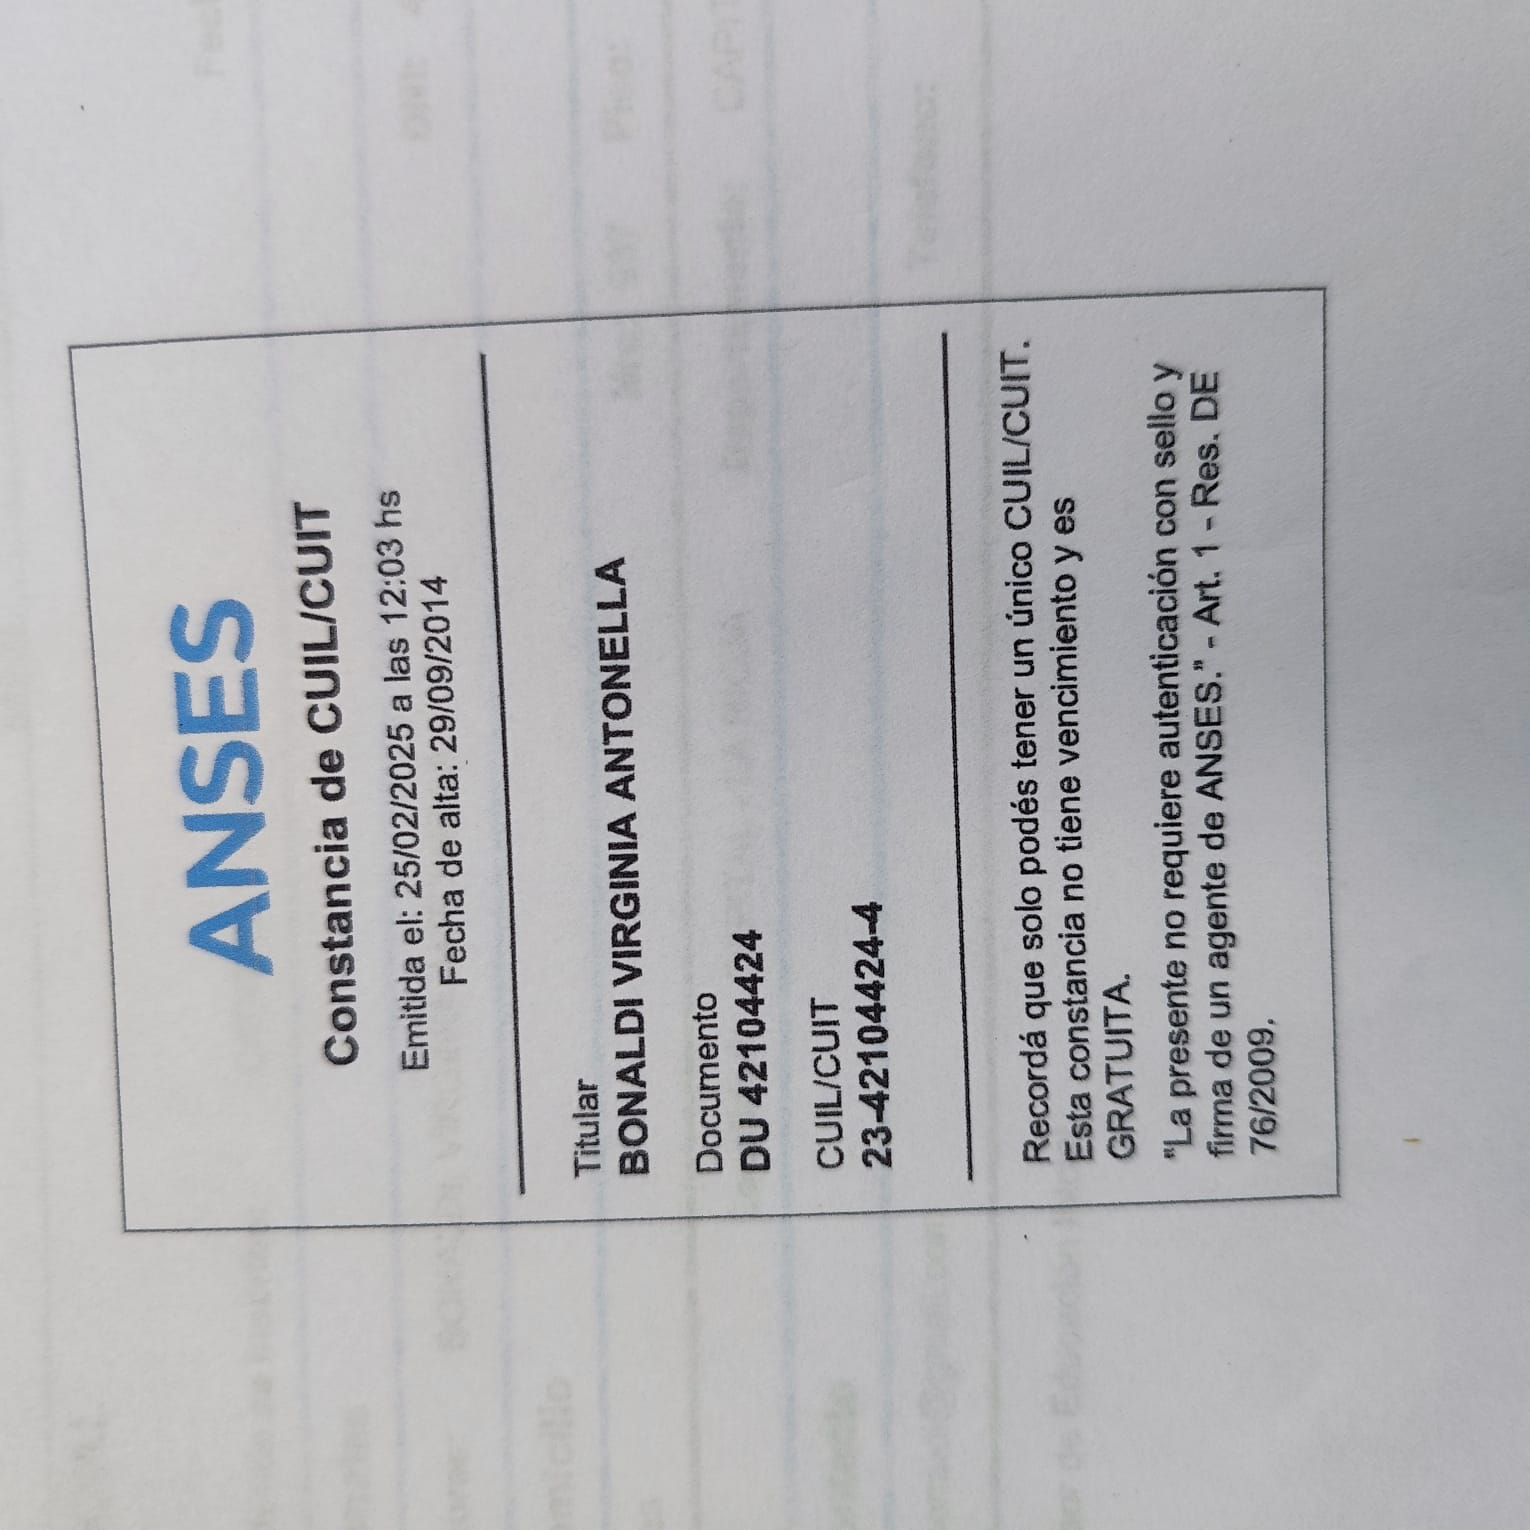 ANSES
Constancia de CUIL/CUIT
Emitida el: 25/02/2025 a las 12:03 hs
Fecha de alta: 29/09/2014
Titular
BONALDI VIRGINIA ANTONELLA
Documento
DU 42104424
CUIL/CUIT
23-42104424-4
Recordá que solo podés tener un único CUIL/CUIT.
Esta constancia no tiene vencimiento y es
GRATUITA.
"La presente no requiere autenticación con sello y
firma de un agente de ANSES." - Art. 1 - Res. DE
76/2009.